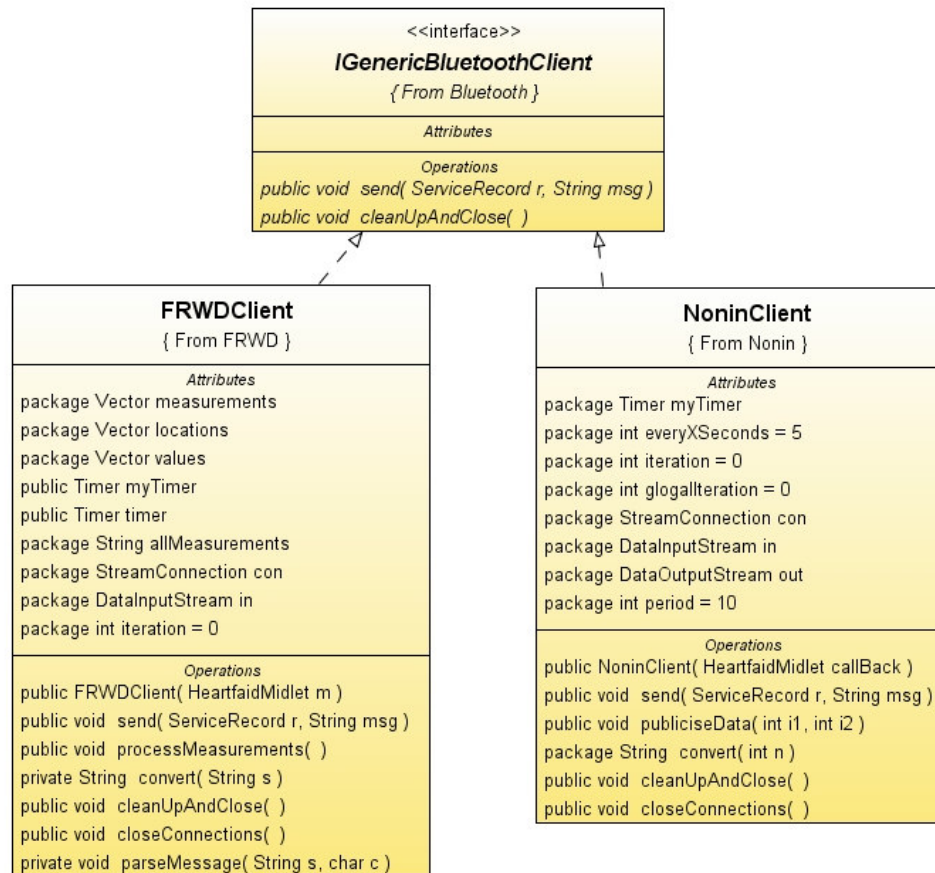 <<interface>>
IGenericBluetoothClient
{ From Bluetooth }
Attributes
Operations
public void send( ServiceRecord r, String msg )
public void cleanUpAndClose( )
FRWDClient
{ From FRWD }
Attributes
package Vector measurements
package Vector locations
package Vector values
public Timer myTimer
public Timer timer
package String allMeasurements
package StreamConnection con
package DataInputStream in
package int iteration = 0
Operations
public FRWDClient( HeartfaidMidlet m )
public void send( ServiceRecord r, String msg )
public void processMeasurements( )
private String convert( String s )
public void cleanUpAndClose( )
public void closeConnections( )
private void parseMessage( String s, char c )
NoninClient
{ From Nonin }
Attributes
package Timer myTimer
package int everyXSeconds = 5
package int iteration = 0
package int glogalIteration = 0
package StreamConnection con
package DataInputStream in
package DataOutputStream out
package int period = 10
Operations
public NoninClient( HeartfaidMidlet callBack )
public void send( ServiceRecord r, String msg )
public void publiciseData( int i1, int i2 )
package String convert( int n )
public void cleanUpAndClose( )
public void closeConnections( )